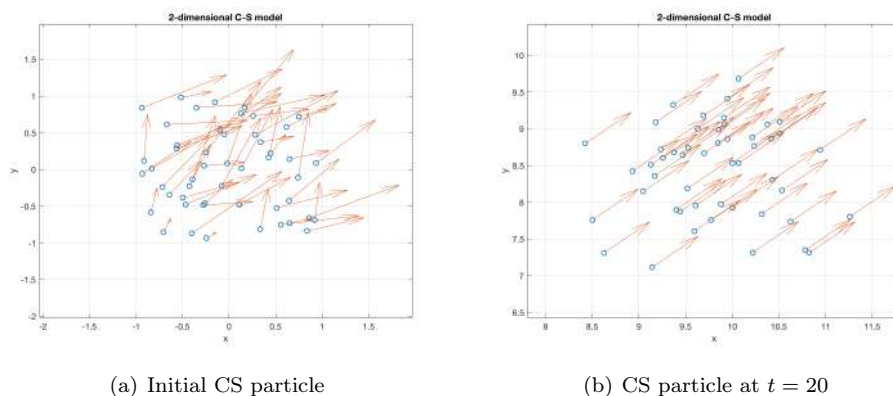 2-dimensional C-S model
1.5
1
0.5
0
-0.5
-1
-1.5
-2
y
-2 -1.5 -1 -0.5 0 0.5 1 1.5
x
(a) Initial CS particle
2-dimensional C-S model
10
9.5
9
8.5
8
7.5
7
6.5
y
8 8.5 9 9.5 10 10.5 11 11.5
x
(b) CS particle at t = 20